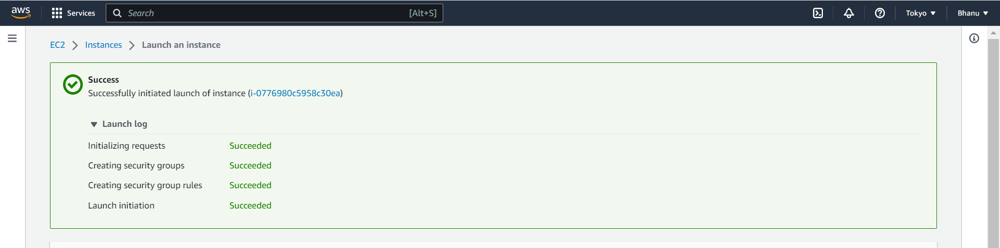 aws Services Search [Alt+S] Tokyo Bhanu
EC2 Instances Launch an instance
Success
Successfully initiated launch of instance (i-0776980c5958c30ea)
Launch log
Initializing requests Succeeded
Creating security groups Succeeded
Creating security group rules Succeeded
Launch initiation Succeeded